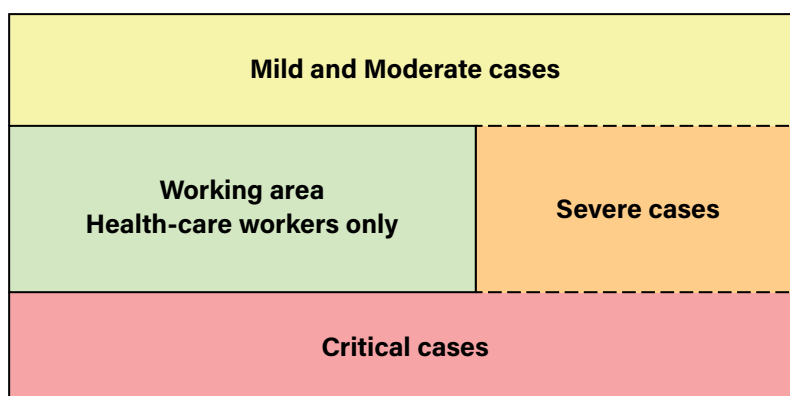 Mild and Moderate cases
Working area
Health-care workers only
Severe cases
Critical cases